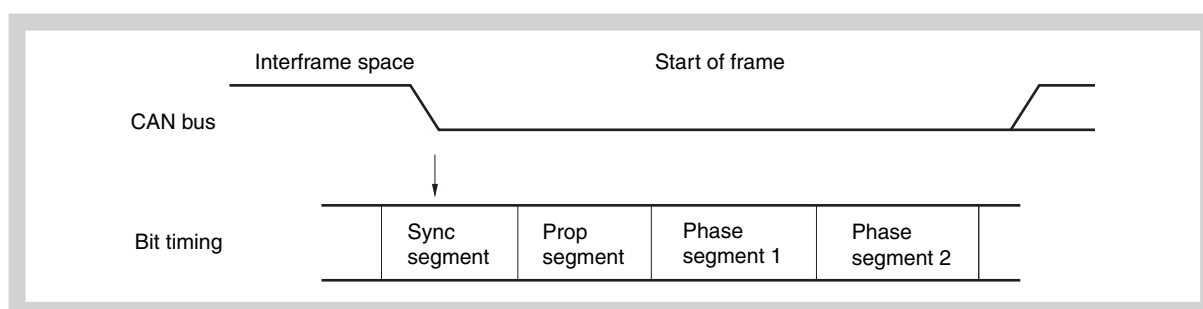 Interframe space Start of frame
CAN bus
Bit timing
Sync segment
Prop segment
Phase segment 1
Phase segment 2